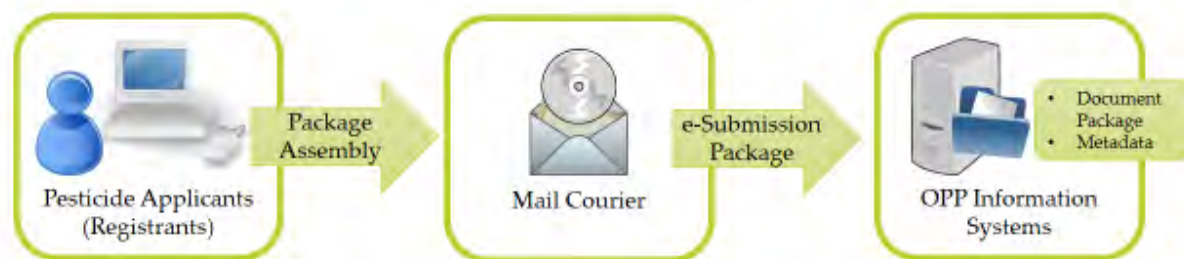 Pesticide Applicants
(Registrants)
Package
Assembly
Mail Courier
e-Submission
Package
OPP Information
Systems
• Document
Package
• Metadata